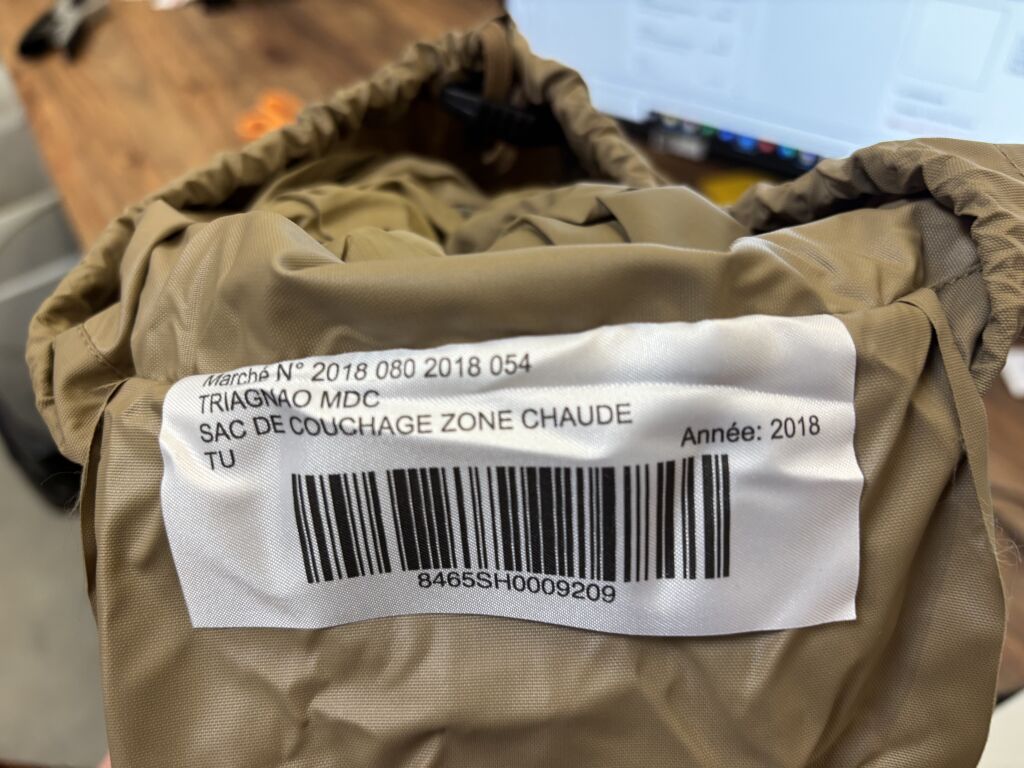 Marché N° 2018 080 2018 054
TRIAGNAO MDC
SAC DE COUCHAGE ZONE CHAUDE
TU
Année: 2018
8465SH0009209